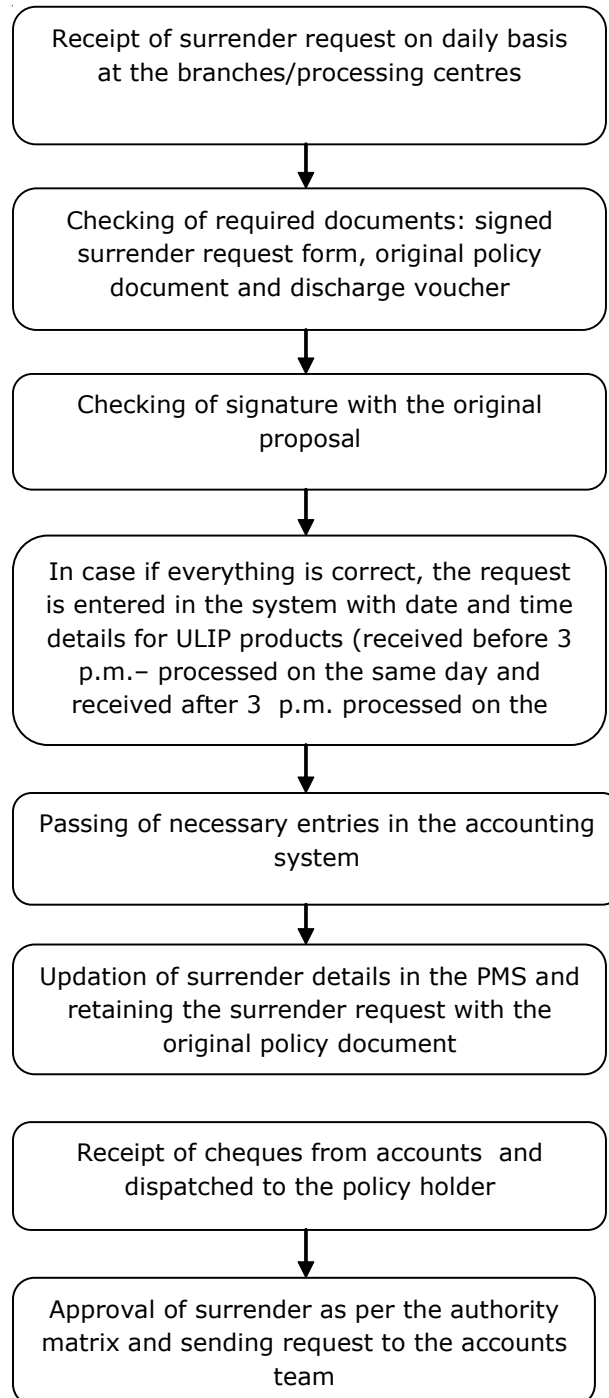 Receipt of surrender request on daily basis
at the branches/processing centres
Checking of required documents: signed
surrender request form, original policy
document and discharge voucher
Checking of signature with the original
proposal
In case if everything is correct, the request
is entered in the system with date and time
details for ULIP products (received before 3
p.m.– processed on the same day and
received after 3 p.m. processed on the
Passing of necessary entries in the accounting
system
Updation of surrender details in the PMS and
retaining the surrender request with the
original policy document
Receipt of cheques from accounts and
dispatched to the policy holder
Approval of surrender as per the authority
matrix and sending request to the accounts
team